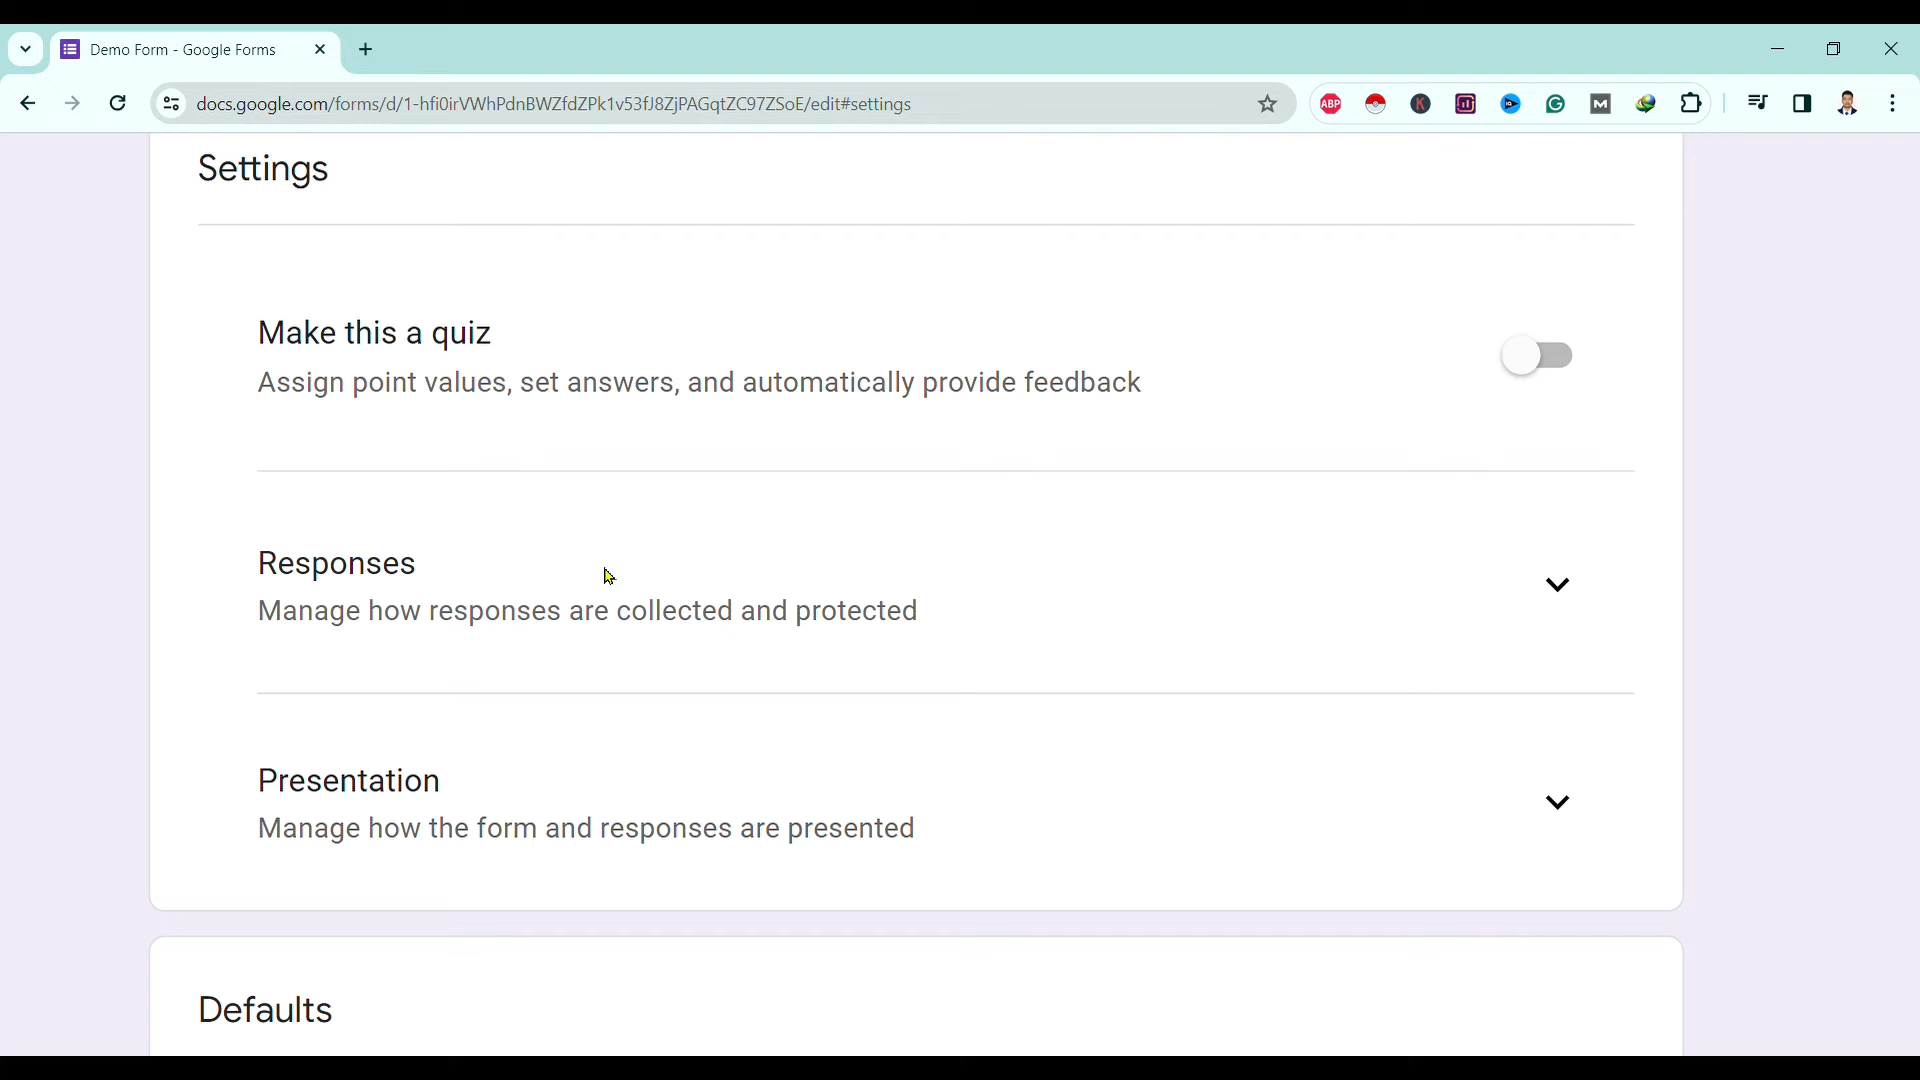 Demo Form - Google Forms
docs.google.com/forms/d/1-hfi0irVWhPdnBWZfdZPk1v53fJ8ZjPAGqtZC97ZSoE/edit#settings
ABP
K
G
M
Settings
Make this a quiz
Assign point values, set answers, and automatically provide feedback
Responses
Manage how responses are collected and protected
Presentation
Manage how the form and responses are presented
Defaults